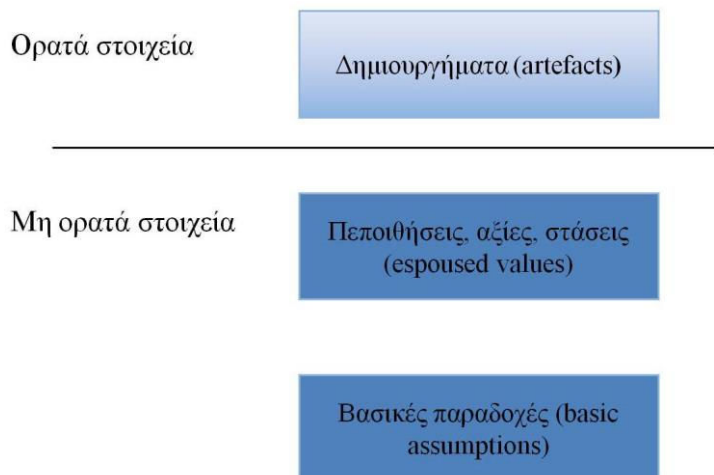 Ορατά στοιχεία
Δημιουργήματα (artefacts)
Μη ορατά στοιχεία
Πεποιθήσεις, αξίες, στάσεις
(espoused values)
Βασικές παραδοχές (basic
assumptions)